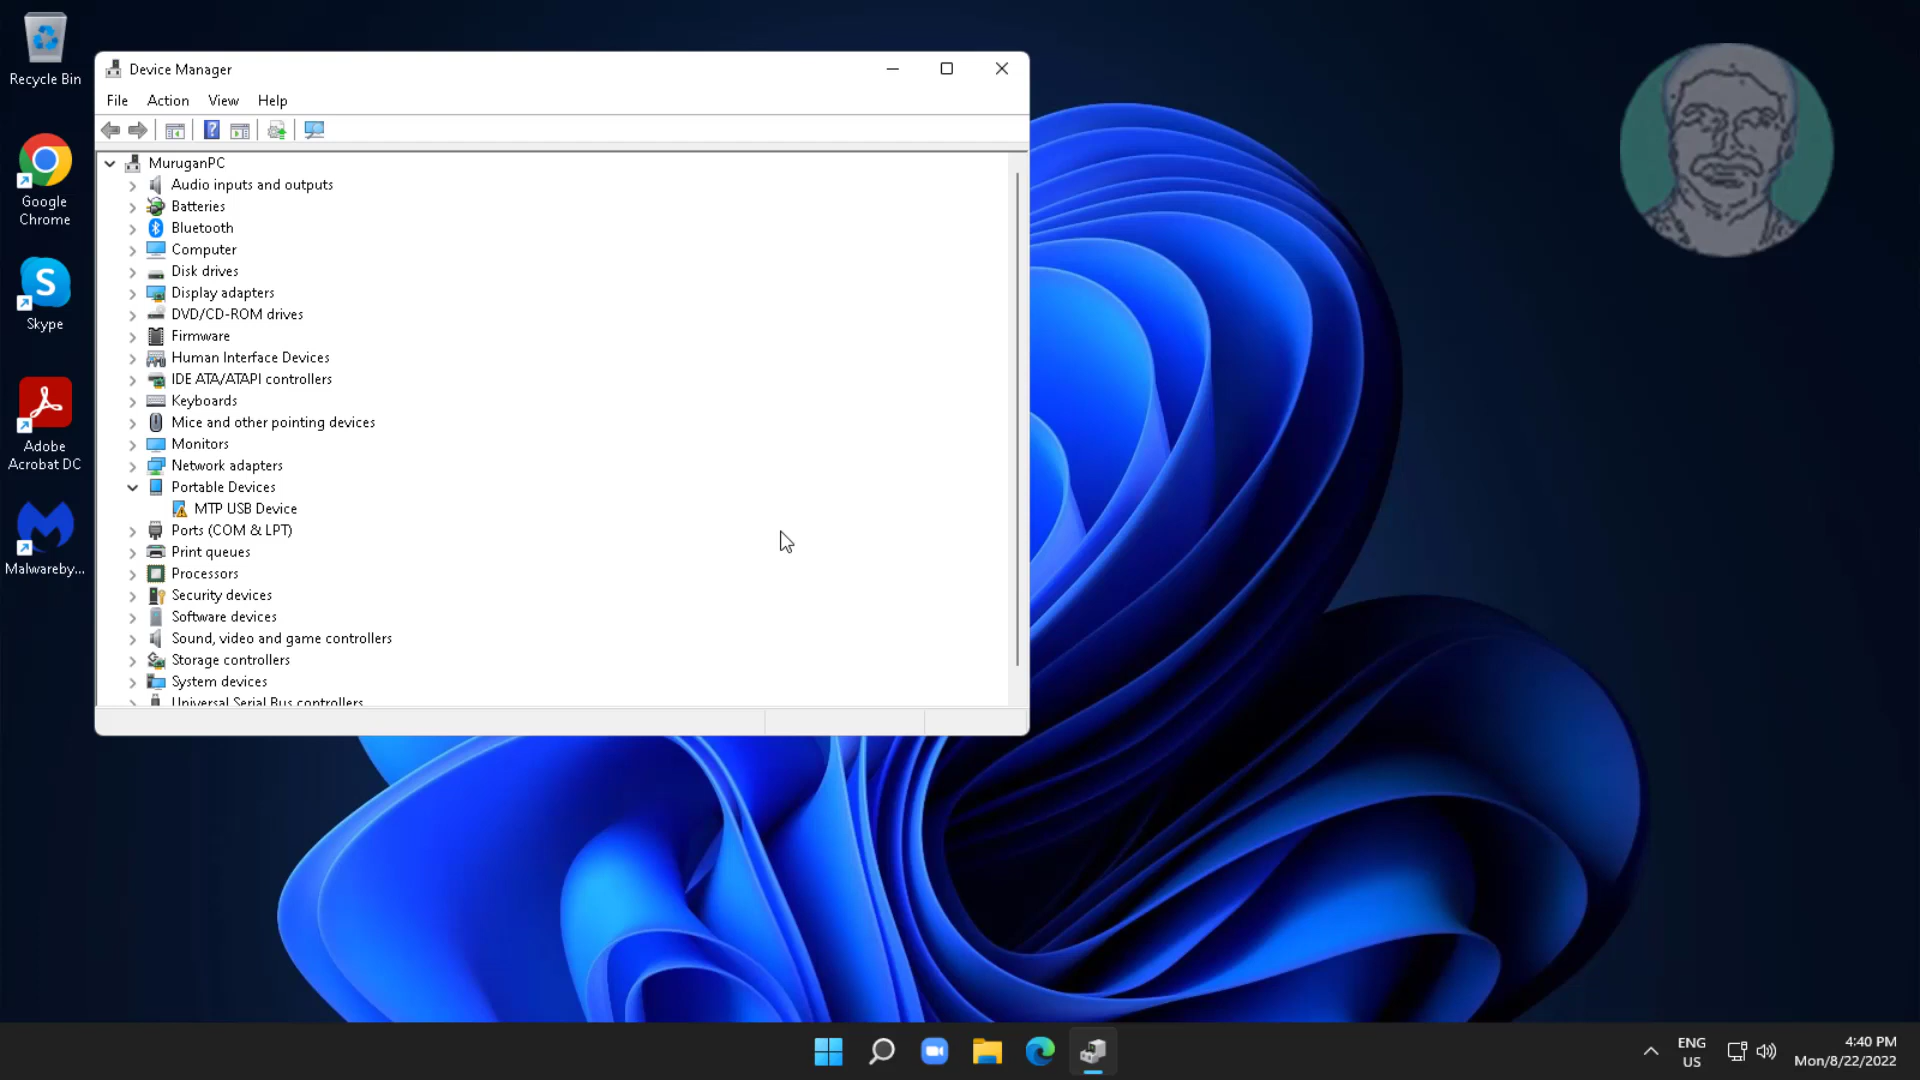 Recycle Bin
Google
Chrome
Skype
Adobe
Acrobat DC
Malwareby...
Device Manager
File Action View Help
MuruganPC
Audio inputs and outputs
Batteries
Bluetooth
Computer
Disk drives
Display adapters
DVD/CD-ROM drives
Firmware
Human Interface Devices
IDE ATA/ATAPI controllers
Keyboards
Mice and other pointing devices
Monitors
Network adapters
Portable Devices
MTP USB Device
Ports (COM & LPT)
Print queues
Processors
Security devices
Software devices
Sound, video and game controllers
Storage controllers
System devices
Universal Serial Bus controllers
ENG
US
4:40 PM
Mon/8/22/2022